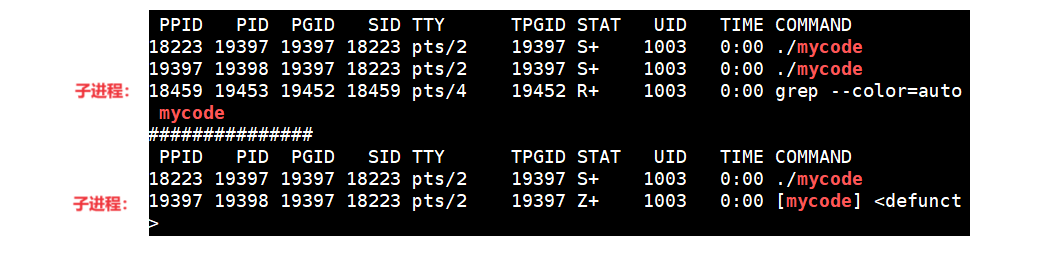 PPID PID PGID SID TTY TPGID STAT UID TIME COMMAND
18223 19397 19397 18223 pts/2 19397 S+ 1003 0:00 ./mycode
19397 19398 19397 18223 pts/2 19397 S+ 1003 0:00 ./mycode
子进程：
18459 19453 19452 18459 pts/4 19452 R+ 1003 0:00 grep --color=auto
mycode
###############
PPID PID PGID SID TTY TPGID STAT UID TIME COMMAND
18223 19397 19397 18223 pts/2 19397 S+ 1003 0:00 ./mycode
子进程：
19397 19398 19397 18223 pts/2 19397 Z+ 1003 0:00 [mycode] <defunct
>